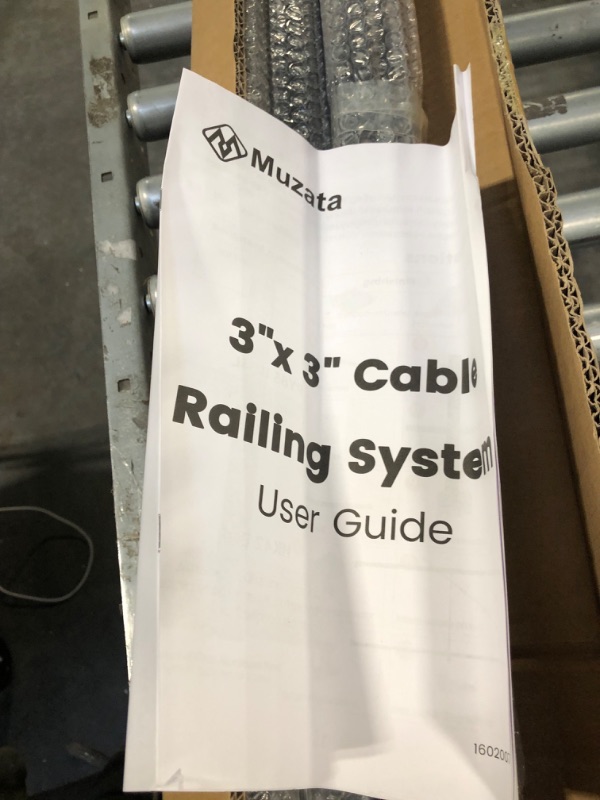 Muzata
3"x 3" Cable
Railing System
User Guide